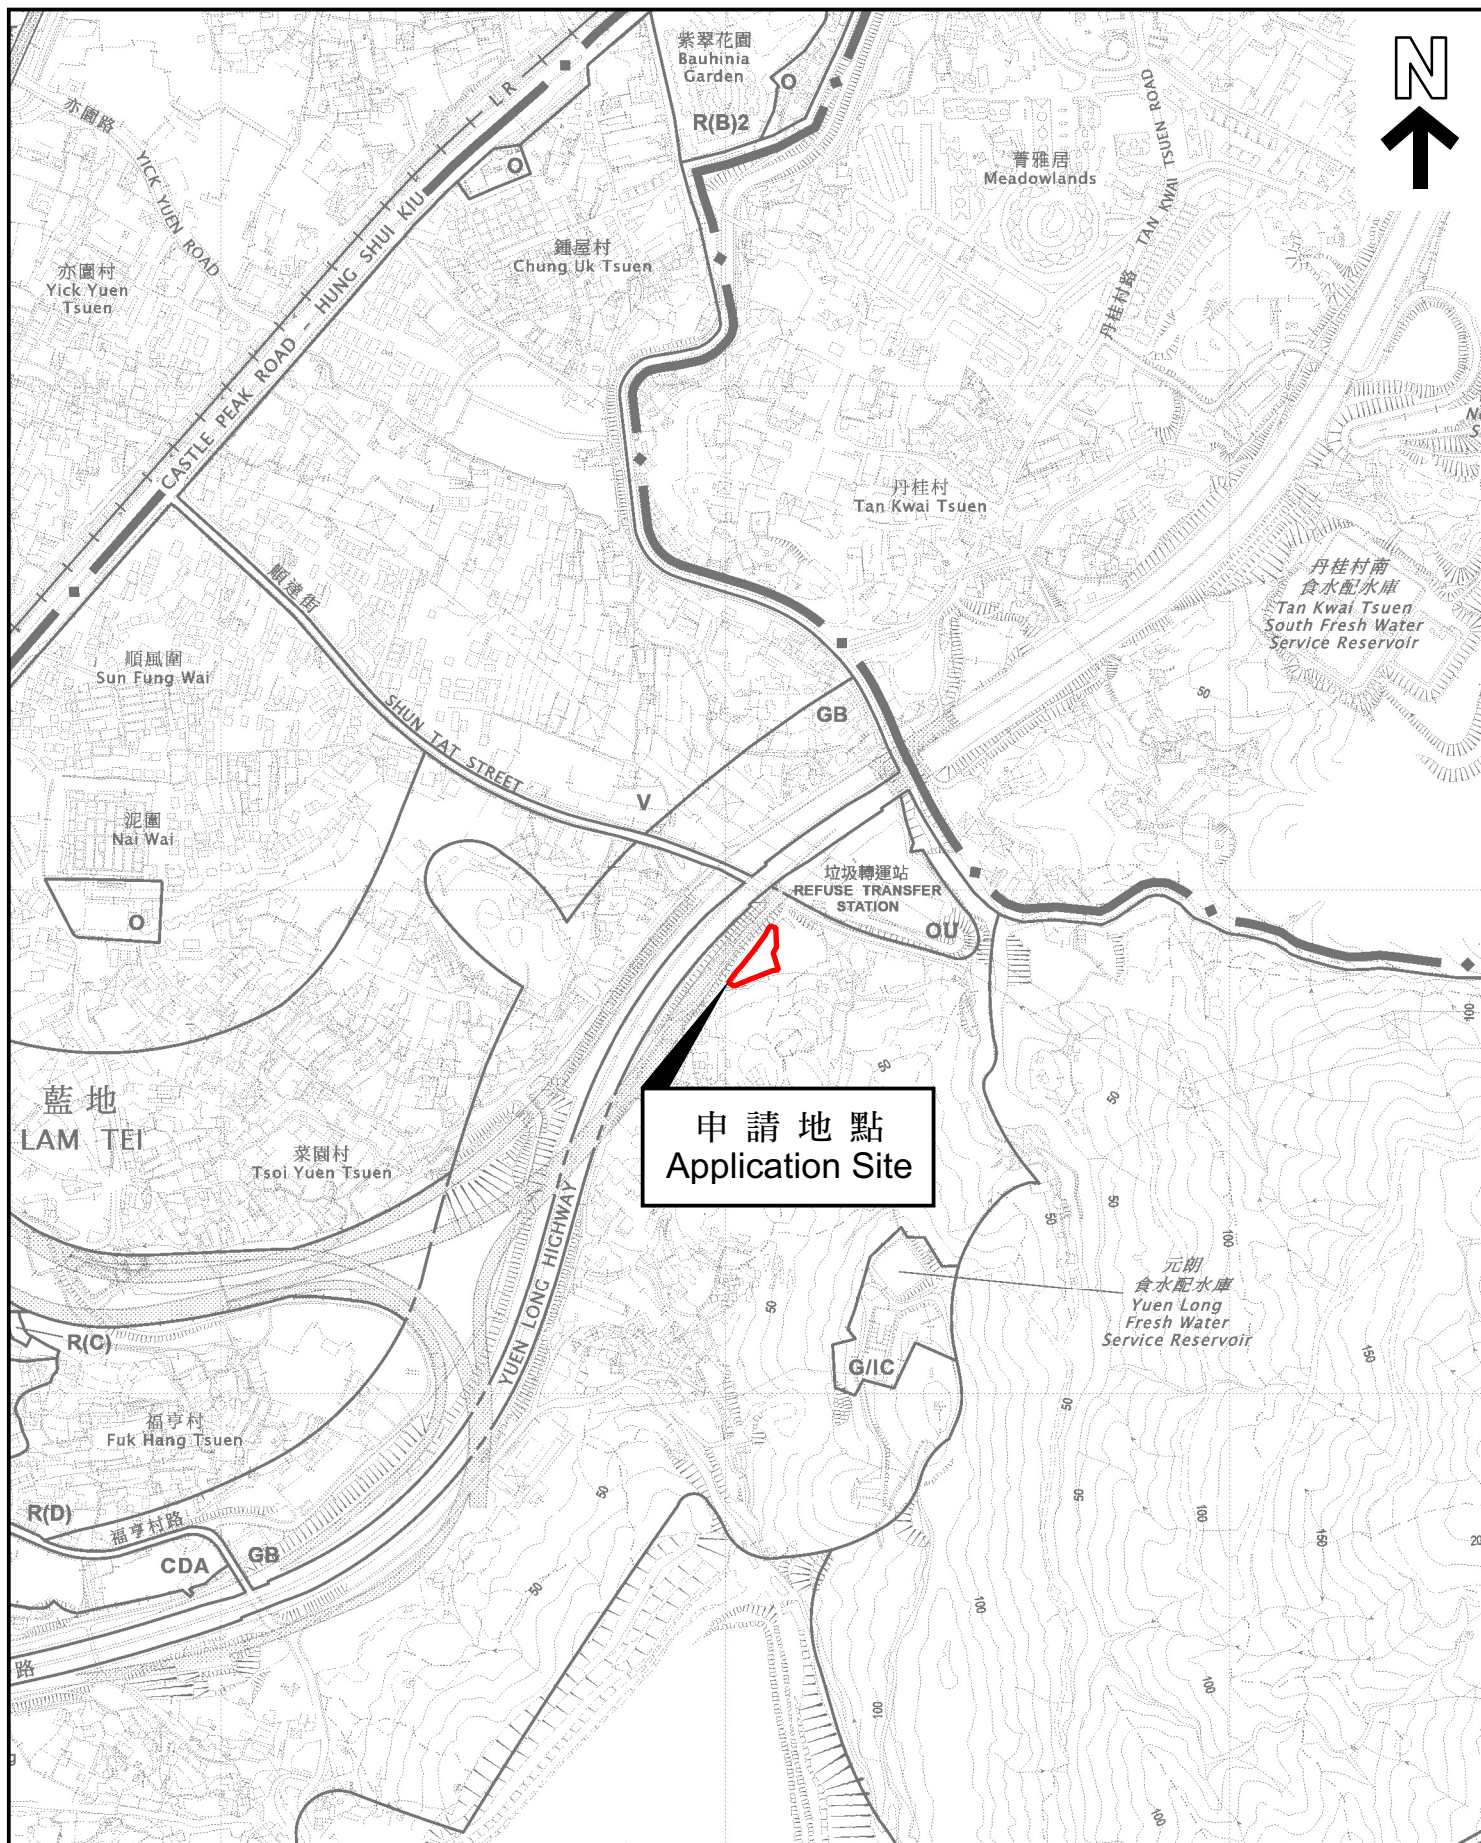 紫翠花園
Bauhinia
Garden
O
R(B)2
N
亦園路
YICK YUEN ROAD
L R
O
菁雅居
Meadowlands
丹桂村路 TAN KWAI TSUEN ROAD
鍾屋村
Chung Uk Tsuen
亦園村
Yick Yuen
Tsuen
CASTLE PEAK ROAD - HUNG SHUI KIU
丹桂村
Tan Kwai Tsuen
丹桂村南
食水配水庫
Tan Kwai Tsuen
South Fresh Water
Service Reservoir
順達街
SHUN TAT STREET
順風圍
Sun Fung Wai
50
GB
V
泥圍
Nai Wai
O
垃圾轉運站
REFUSE TRANSFER
STATION
OU
100
50
50
藍地
LAM TEI
申請地點
Application Site
菜園村
Tsoi Yuen Tsuen
YUEN LONG HIGHWAY
50
50
100
元朗
食水配水庫
Yuen Long
Fresh Water
Service Reservoir
50
R(C)
G/IC
150
50
福亨村
Fuk Hang Tsuen
50
50
100
150
R(D)
福亨村路
CDA
GB
50
100
路
100
100
100